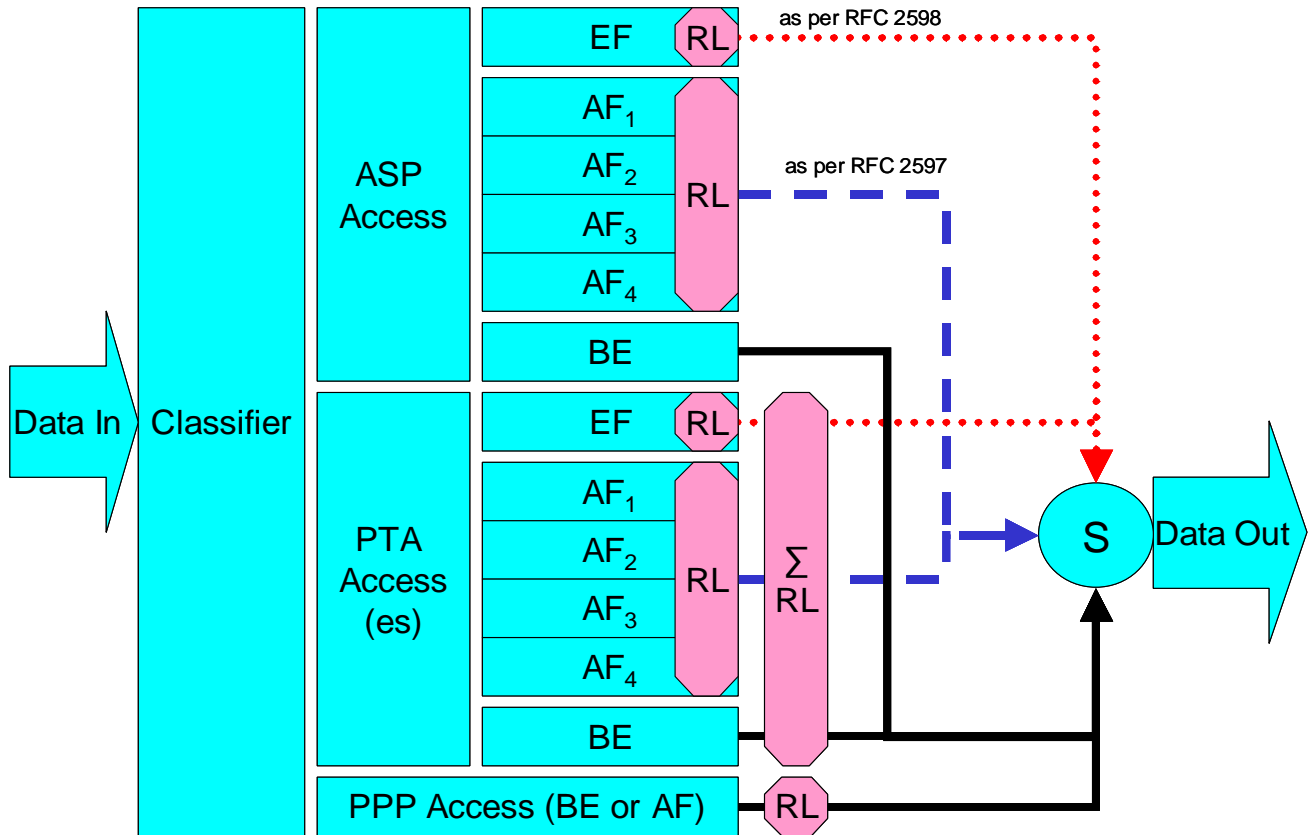 as per RFC 2598
EF
RL
AF1
AF2
AF3
AF4
RL
as per RFC 2597
ASP
Access
BE
Data In
Classifier
EF
RL
AF1
AF2
AF3
AF4
RL
PTA
Access
(es)
Σ
RL
S
Data Out
BE
PPP Access (BE or AF)
RL